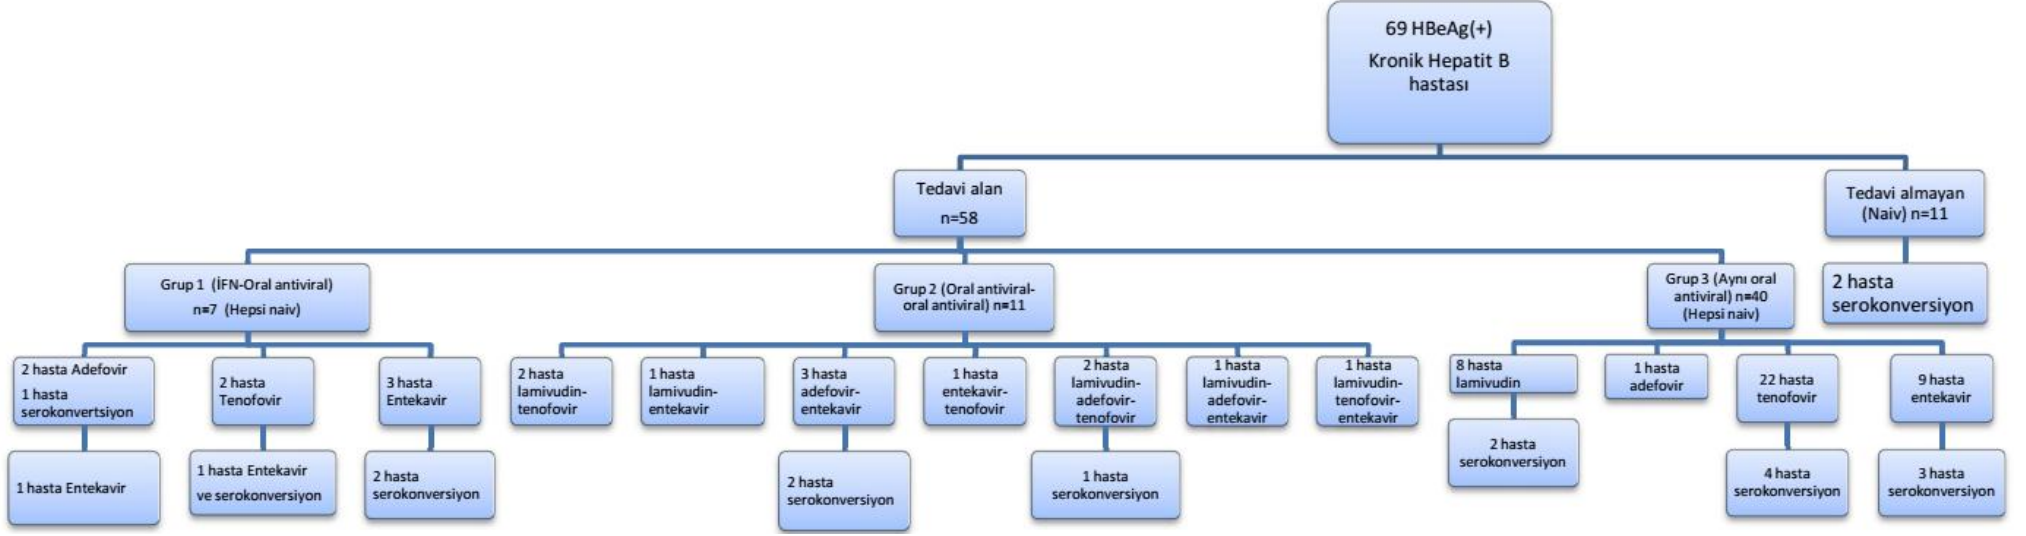 69 HBeAg(+)
Kronik Hepatit B
hastası
Tedavi alan
n=58
Tedavi almayan
(Naiv) n=11
Grup 1 (İFN-Oral antiviral)
n=7 (Hepsi naiv)
Grup 2 (Oral antiviral-
oral antiviral) n=11
Grup 3 (Aynı oral
antiviral) n=40
(Hepsi naiv)
2 hasta
serokonversiyon
2 hasta Adefovir
1 hasta
serokonvertsiyon
2 hasta
Tenofovir
3 hasta
Entekavir
2 hasta
lamivudin-
tenofovir
1 hasta
lamivudin-
entekavir
3 hasta
adefovir-
entekavir
1 hasta
entekavir-
tenofovir
2 hasta
lamivudin-
adefovir-
tenofovir
1 hasta
lamivudin-
adefovir-
entekavir
1 hasta
lamivudin-
tenofovir-
entekavir
8 hasta
lamivudin
1 hasta
adefovir
22 hasta
tenofovir
9 hasta
entekavir
1 hasta Entekavir
1 hasta Entekavir
ve serokonversiyon
2 hasta
serokonversiyon
2 hasta
serokonversiyon
1 hasta
serokonversiyon
2 hasta
serokonversiyon
4 hasta
serokonversiyon
3 hasta
serokonversiyon